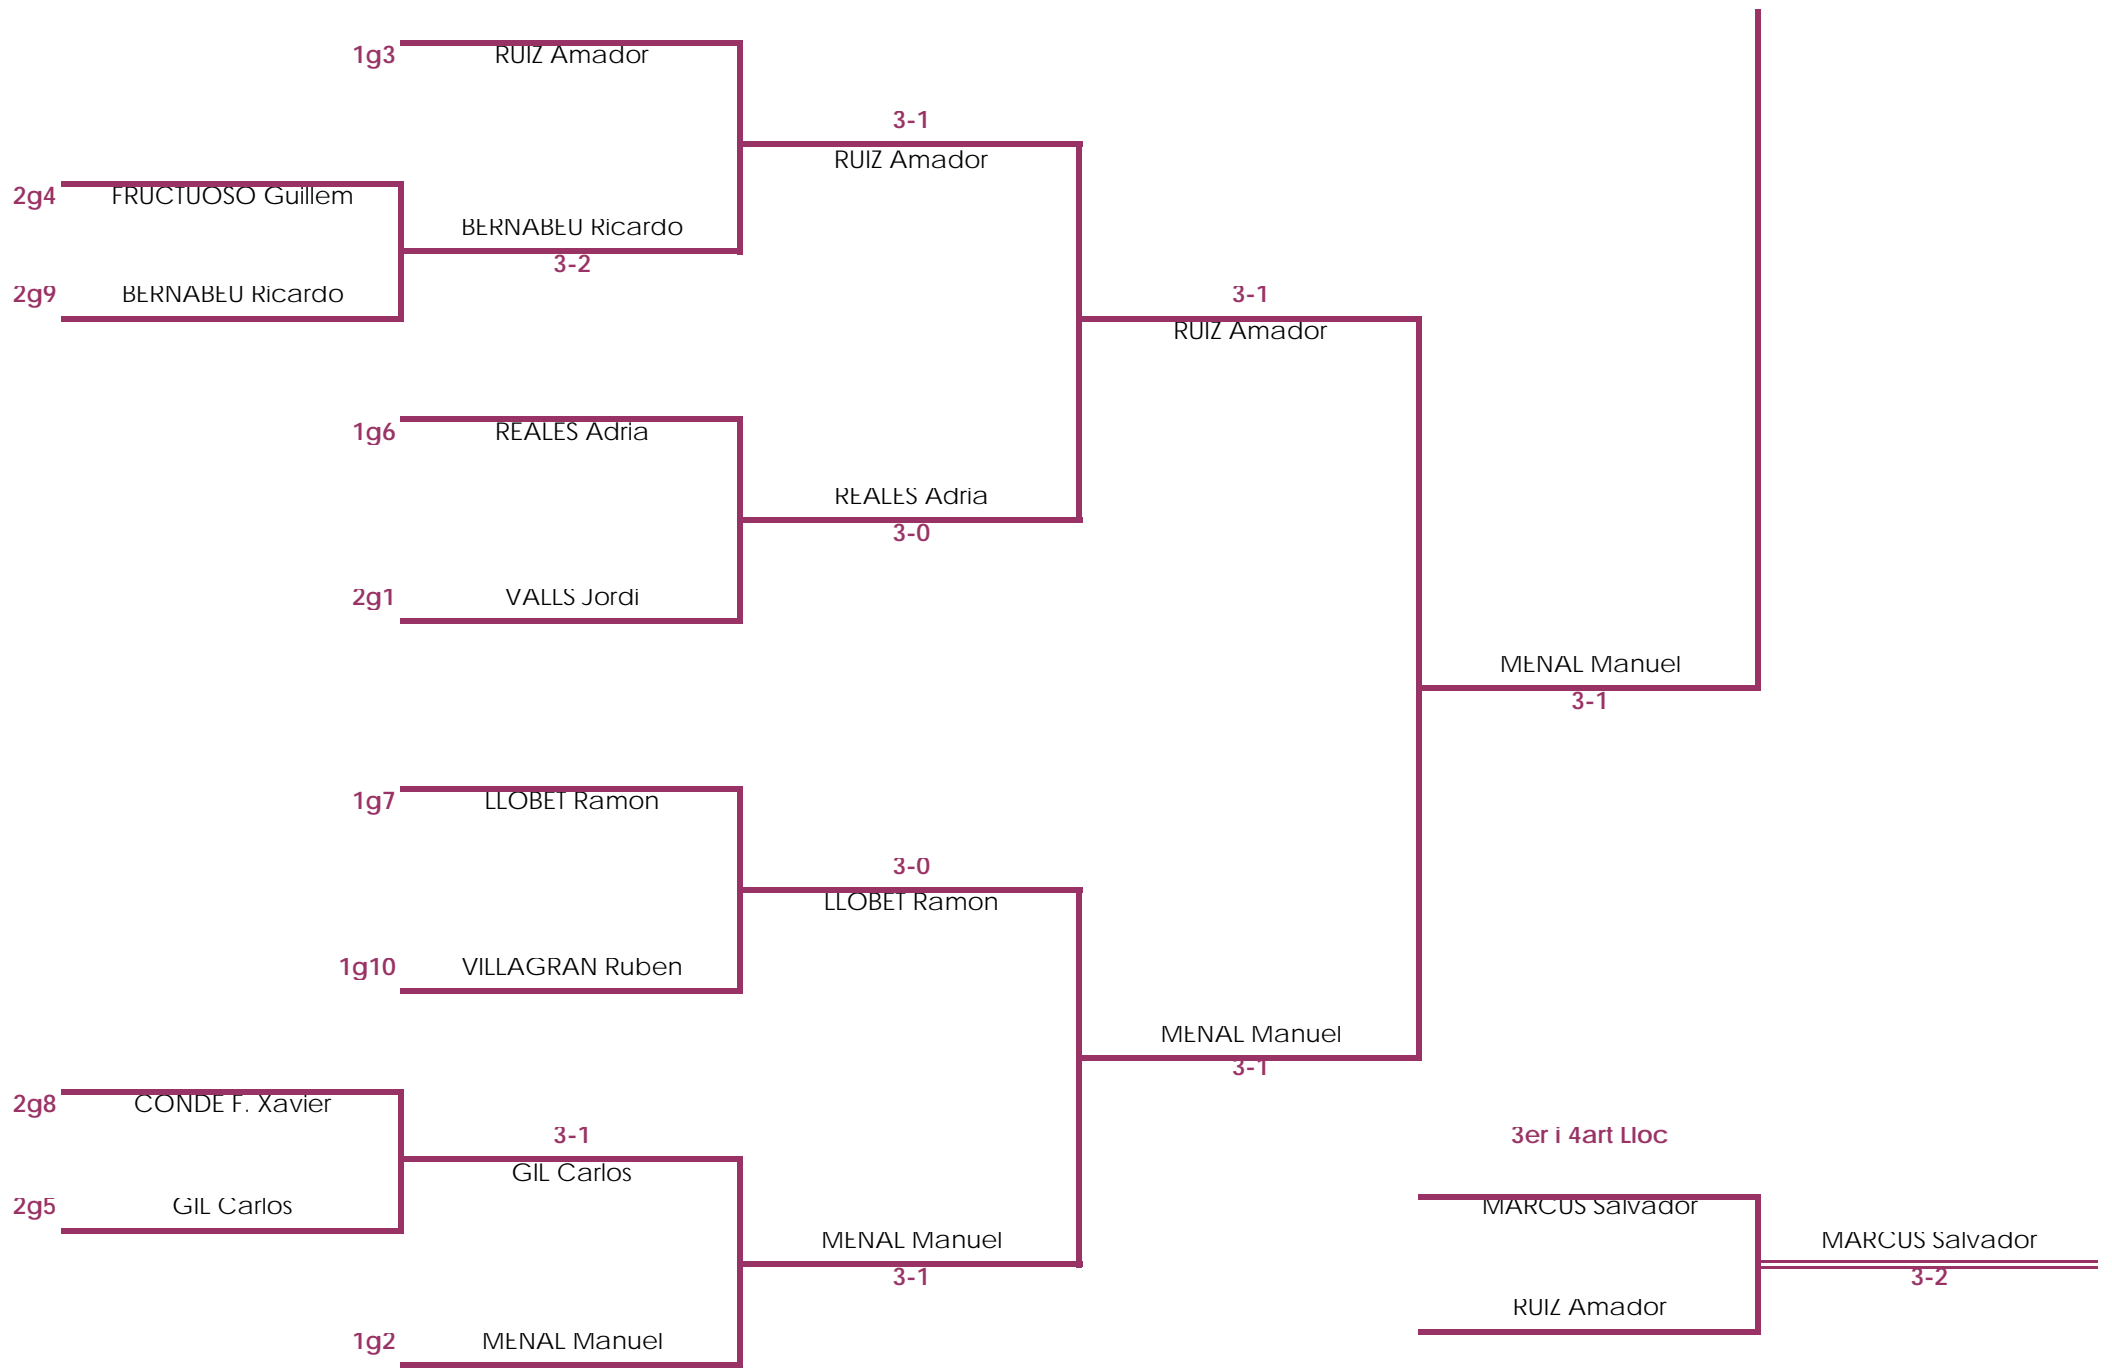 1g3 RUIZ Amador
3-1
RUIZ Amador
2g4 FRUCTUOSO Guillem
BERNABEU Ricardo
3-2
2g9 BERNABEU Ricardo
3-1
RUIZ Amador
1g6 REALES Adria
REALES Adria
3-0
2g1 VALLS Jordi
MENAL Manuel
3-1
1g7 LLOBET Ramon
3-0
LLOBET Ramon
1g10 VILLAGRAN Ruben
MENAL Manuel
3-1
2g8 CONDE F. Xavier
3-1
GIL Carlos
3er i 4art Lloc
2g5 GIL Carlos
MARCUS Salvador
MENAL Manuel
3-1
MARCUS Salvador
3-2
RUIZ Amador
1g2 MENAL Manuel